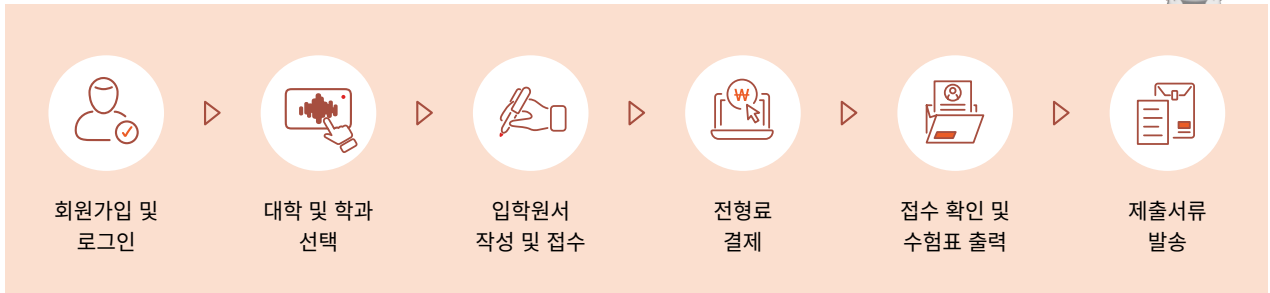 회원가입 및
로그인
대학 및 학과
선택
입학원서
작성 및 접수
₩
전형료
결제
접수 확인 및
수험표 출력
제출서류
발송